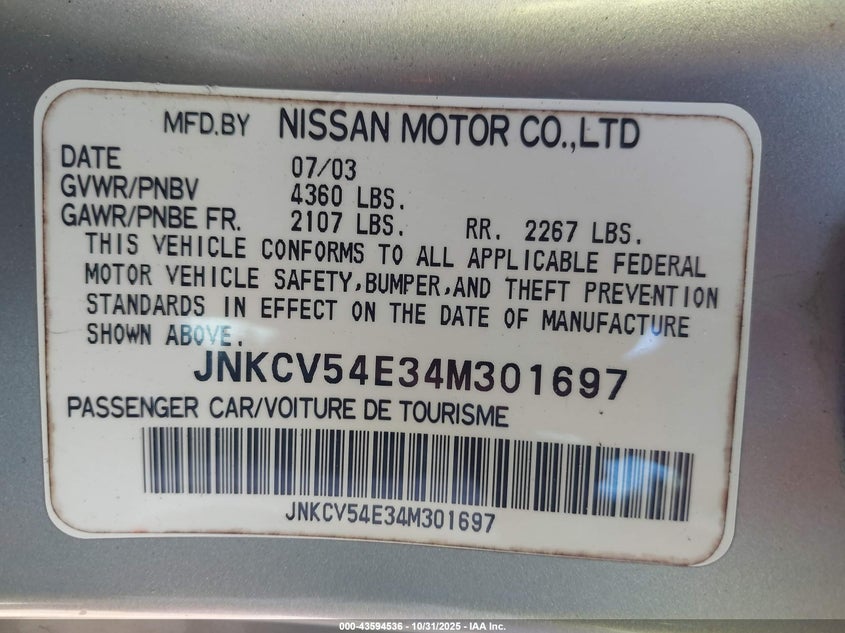 MFD.BY NISSAN MOTOR CO.,LTD
DATE 07/03
GVWR/PNBV 4360 LBS.
GAWR/PNBE FR. 2107 LBS. RR. 2267 LBS.
THIS VEHICLE CONFORMS TO ALL APPLICABLE FEDERAL
MOTOR VEHICLE SAFETY,BUMPER,AND THEFT PREVENTION
STANDARDS IN EFFECT ON THE DATE OF MANUFACTURE
SHOWN ABOVE.
JNKCV54E34M301697
PASSENGER CAR/VOITURE DE TOURISME
JNKCV54E34M301697
000-43594536 - 10/31/2025 - IAA Inc.